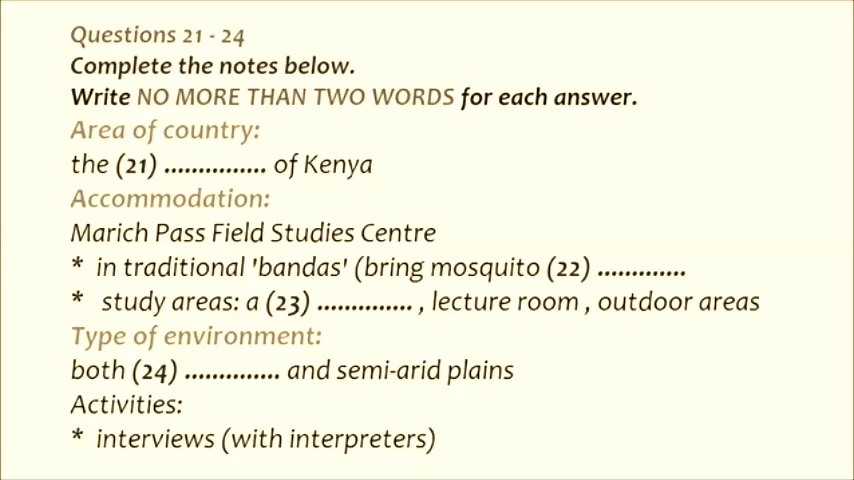 Questions 21 - 24
Complete the notes below.
Write NO MORE THAN TWO WORDS for each answer.
Area of country:
the (21) ............... of Kenya
Accommodation:
Marich Pass Field Studies Centre
* in traditional 'bandas' (bring mosquito (22) .............
* study areas: a (23) .............. , lecture room , outdoor areas
Type of environment:
both (24) .............. and semi-arid plains
Activities:
* interviews (with interpreters)